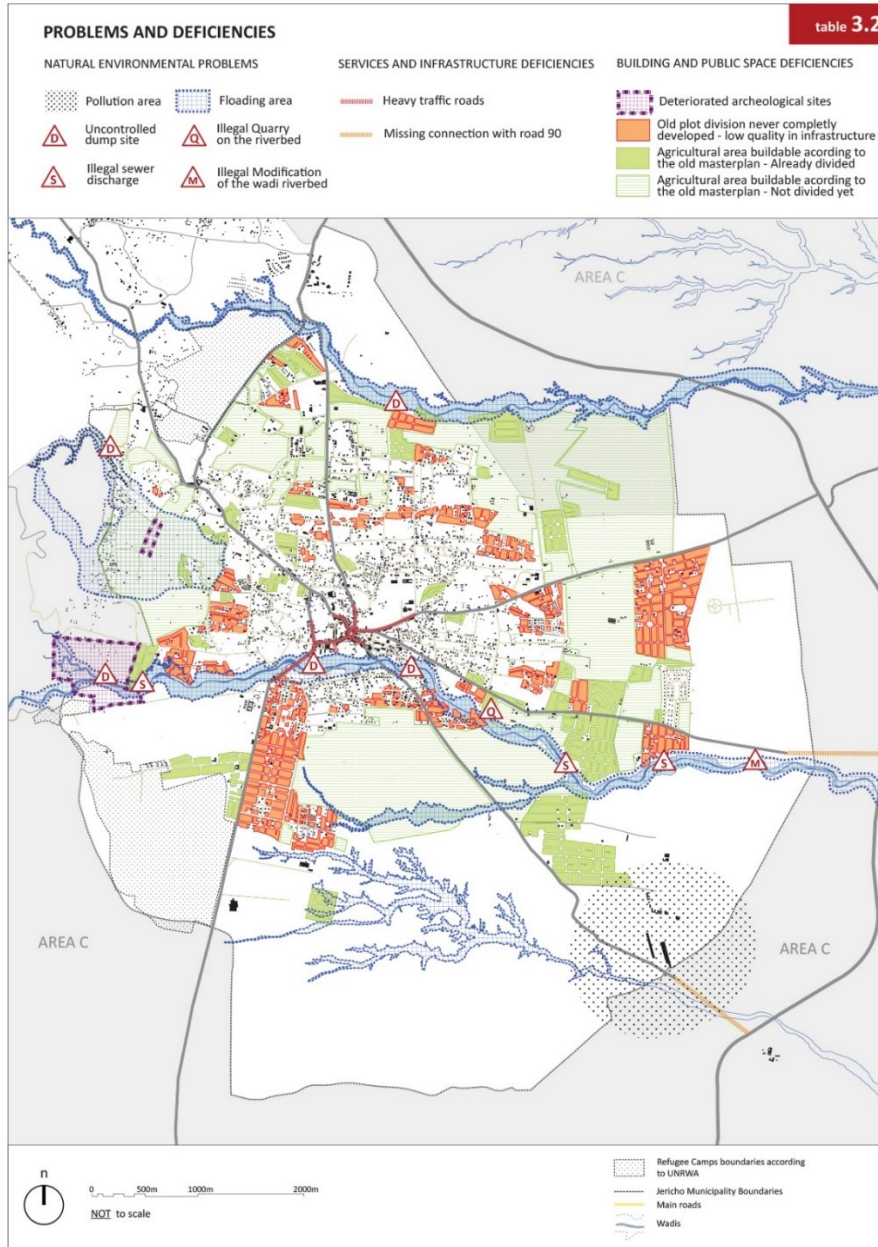 table 3.2
PROBLEMS AND DEFICIENCIES
NATURAL ENVIRONMENTAL PROBLEMS
Pollution area
Floading area
D
Uncontrolled
dump site
Q
Illegal Quarry
on the riverbed
S
Illegal sewer
discharge
M
Illegal Modification
of the wadi riverbed
SERVICES AND INFRASTRUCTURE DEFICIENCIES
Heavy traffic roads
Missing connection with road 90
BUILDING AND PUBLIC SPACE DEFICIENCIES
Deteriorated archeological sites
Old plot division never completly
developed - low quality in infrastructure
Agricultural area buildable acording to
the old masterplan - Already divided
Agricultural area buildable acording to
the old masterplan - Not divided yet
AREA C
D
D
D
S
D
D
Q
S
S
M
AREA C
AREA C
n
0 500m 1000m 2000m
NOT to scale
Refugee Camps boundaries according
to UNRWA
Jericho Municipality Boundaries
Main roads
Wadis